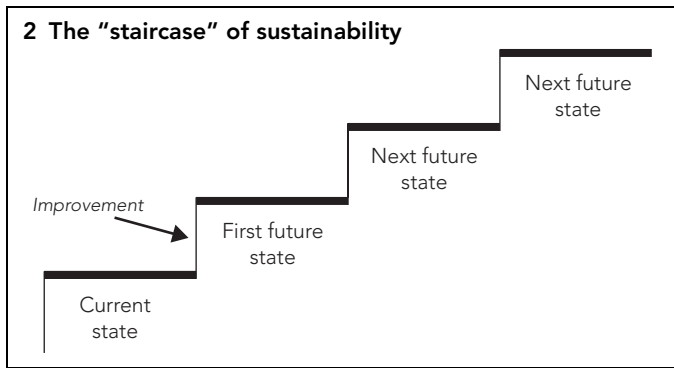 2 The “staircase” of sustainability
Next future
state
Next future
state
Improvement
First future
state
Current
state